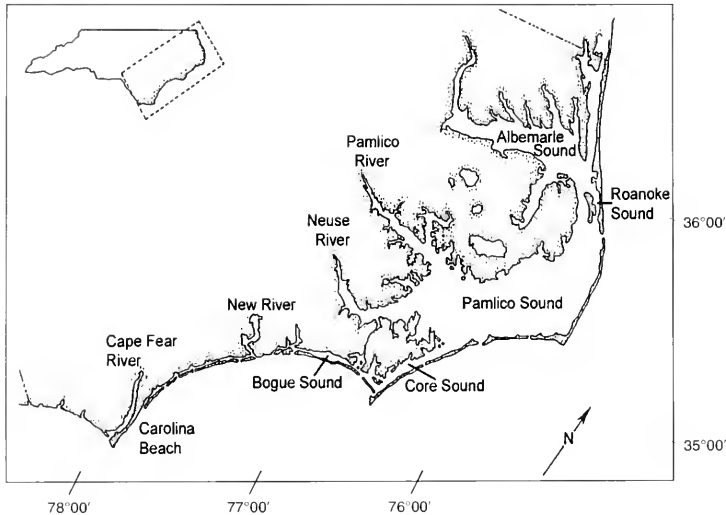 Albemarle
Sound
Pamlico
River
Roanoke
Sound
36°00'
Neuse
River
Pamlico Sound
New River
Cape Fear
River
Bogue Sound
Core Sound
Carolina
Beach
N
35°00'
78°00'
77°00'
76°00'